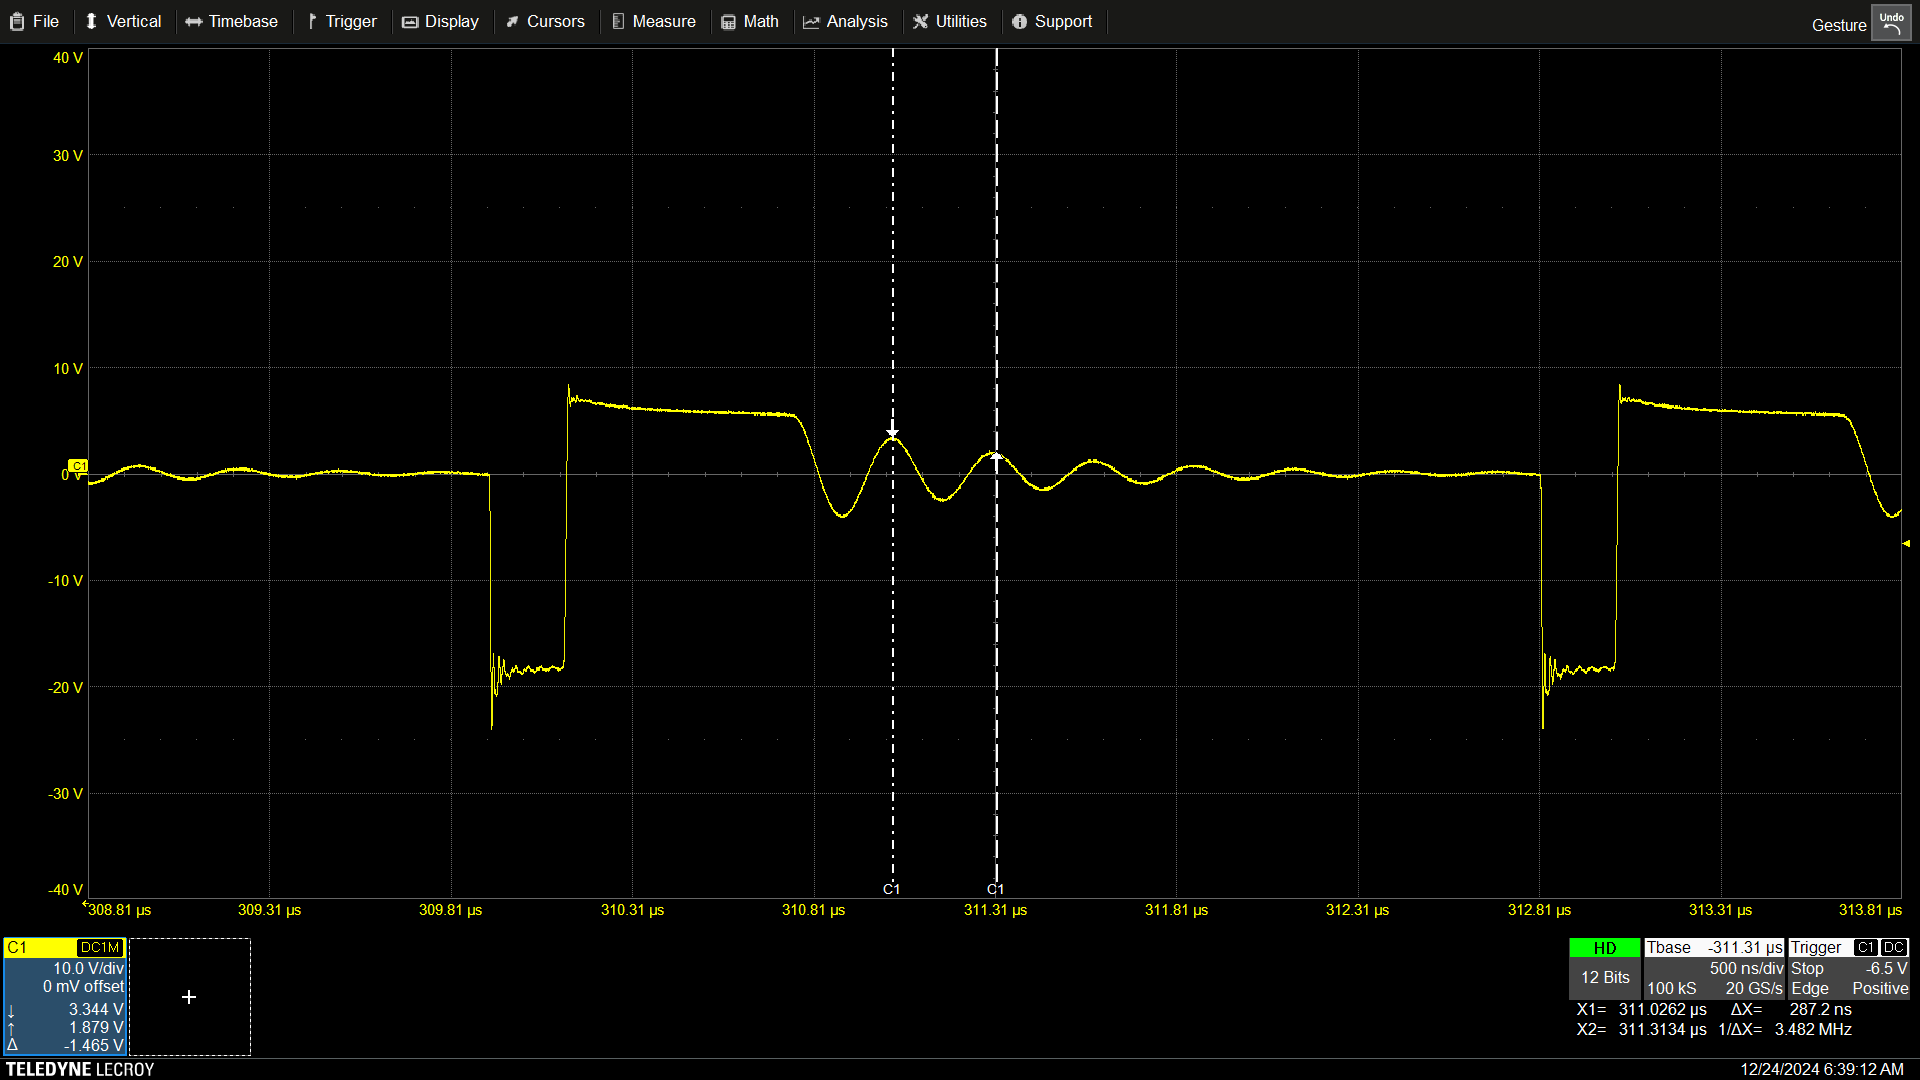 File Vertical Timebase Trigger Display Cursors Measure Math Analysis Utilities Support Gesture Undo
40 V
30 V
20 V
10 V
C1
0 V
-10 V
-20 V
-30 V
-40 V
C1 C1
308.81 µs 309.31 µs 309.81 µs 310.31 µs 310.81 µs 311.31 µs 311.81 µs 312.31 µs 312.81 µs 313.31 µs 313.81 µs
C1 DC1M
10.0 V/div
0 mV offset
↓ 3.344 V
↑ 1.879 V
Δ -1.465 V
+
HD
12 Bits
Tbase -311.31 µs
500 ns/div
100 kS 20 GS/s
Trigger C1 DC
Stop -6.5 V
Edge Positive
X1= 311.0262 µs ΔX= 287.2 ns
X2= 311.3134 µs 1/ΔX= 3.482 MHz
TELEDYNE LECROY
12/24/2024 6:39:12 AM